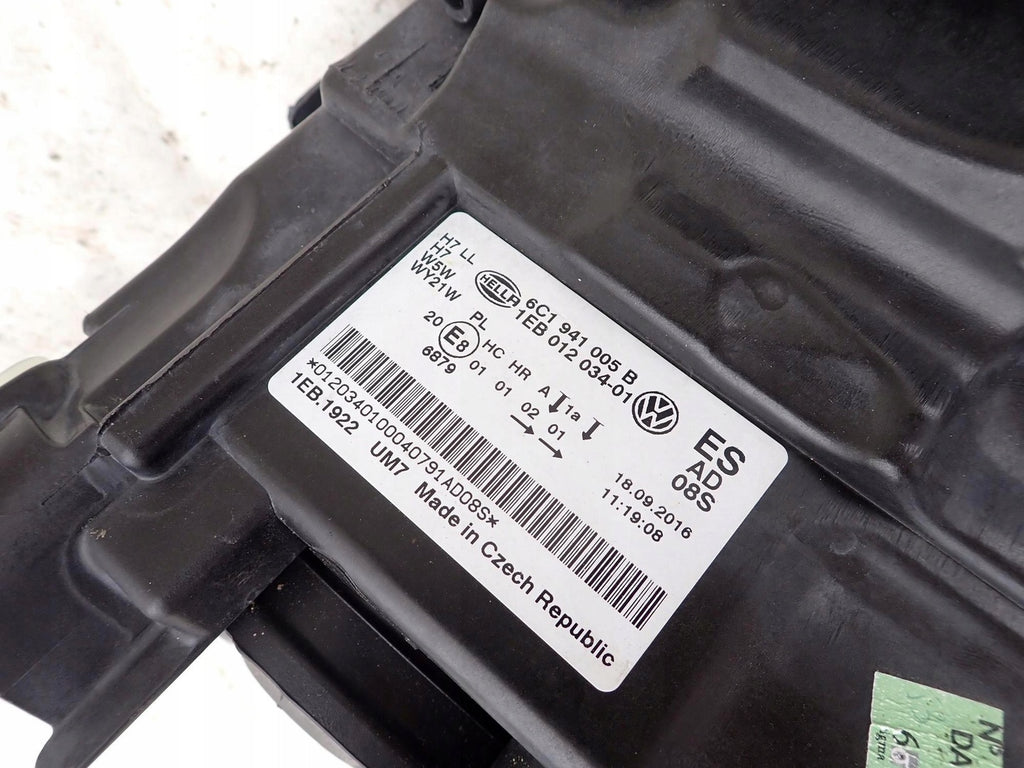 H7 LL
H7
W5W
WY21W
HELLA
6C1 941 005 B
1EB 012 034-01
PL
20 E8 HC HR A 1a
6879 01 01 02 01
ES
AD
08S
18.09.2016
11:19:08
*0120340100040791AD08S*
1EB 1922 UM7 Made in Czech Republic
DA